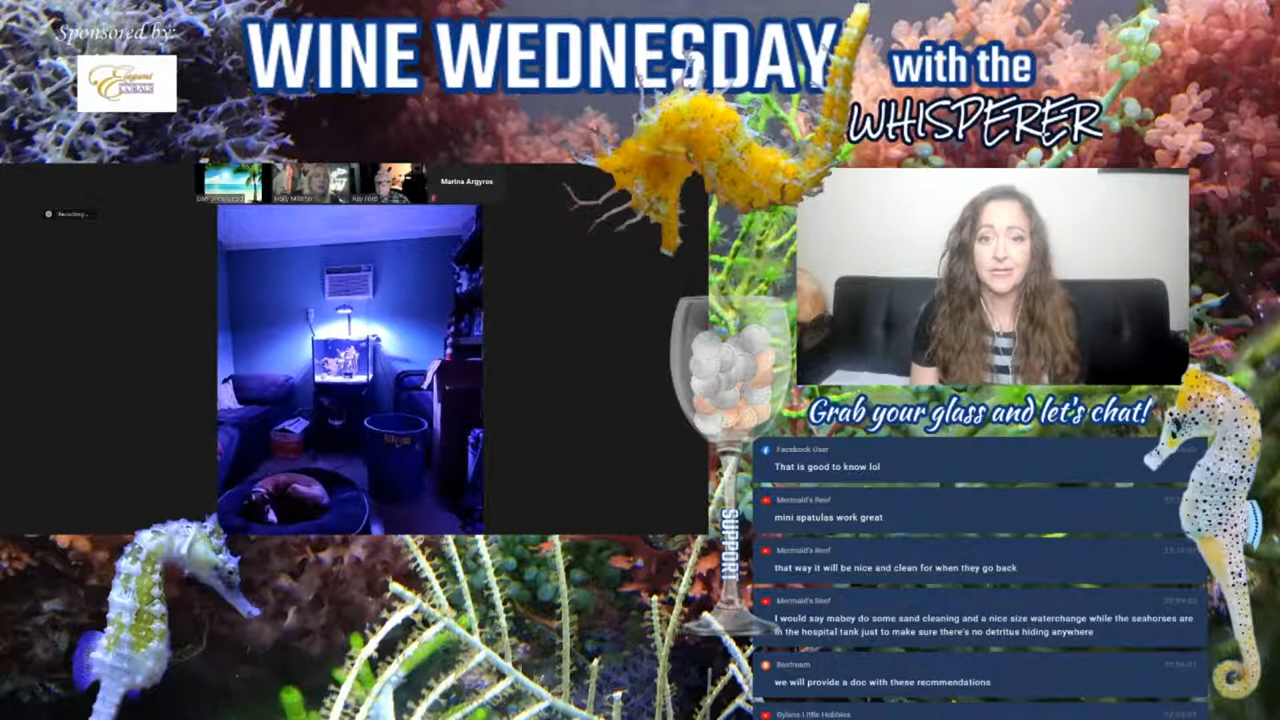 Sponsored by:
Elegant
CORALS
WINE WEDNESDAY
with the
WHISPERER
Marina Argyros
Recording...
Grab your glass and let's chat!
SUPPORT
Facebook User
That is good to know lol
Mermaid's Reef
mini spatulas work great
Mermaid's Reef
that way it will be nice and clean for when they go back
Mermaid's Reef
I would say mabey do some sand cleaning and a nice size waterchange while the seahorses are
in the hospital tank just to make sure there's no detritus hiding anywhere
Restream
we will provide a doc with these recmmendations
Dylans Little Hobbies